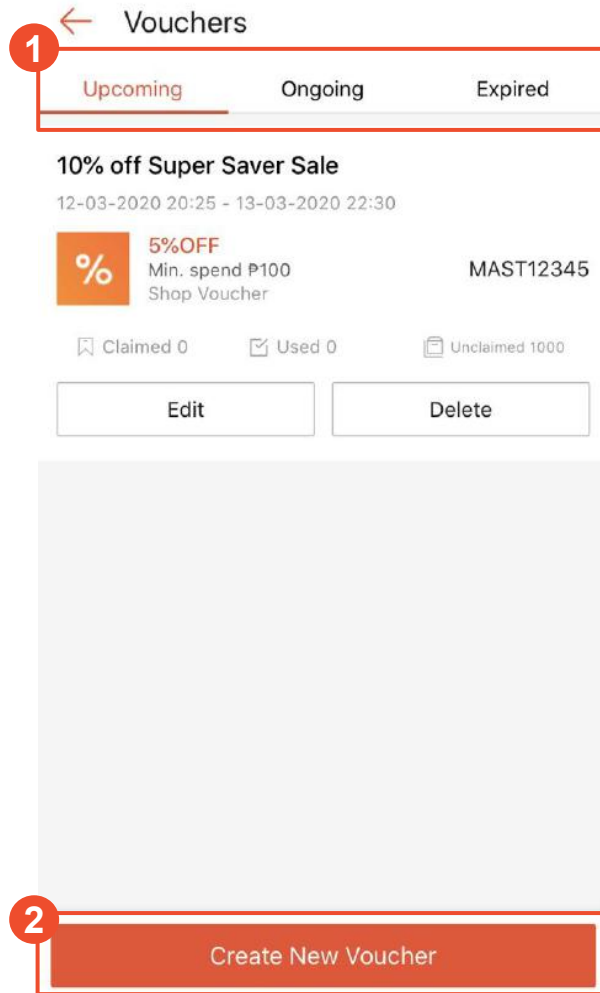 Vouchers
1
Upcoming Ongoing Expired
10% off Super Saver Sale
12-03-2020 20:25 - 13-03-2020 22:30
%
5%OFF
Min. spend ₱100 MAST12345
Shop Voucher
Claimed 0 Used 0 Unclaimed 1000
Edit Delete
2
Create New Voucher